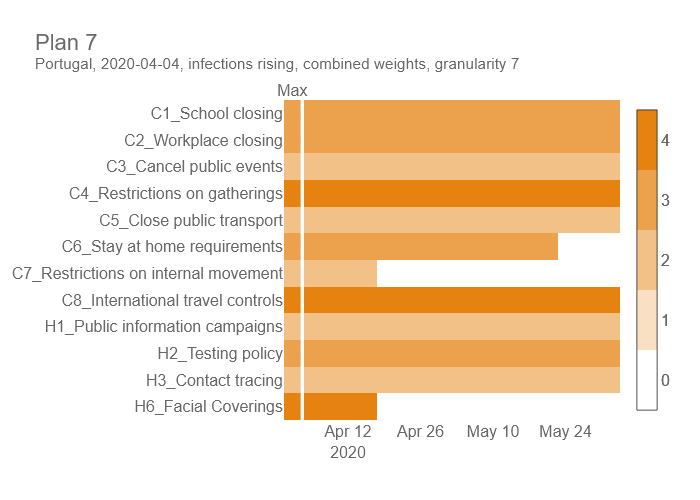 Plan 7
Portugal, 2020-04-04, infections rising, combined weights, granularity 7
Max
C1_School closing
C2_Workplace closing
C3_Cancel public events
C4_Restrictions on gatherings
C5_Close public transport
C6_Stay at home requirements
C7_Restrictions on internal movement
C8_International travel controls
H1_Public information campaigns
H2_Testing policy
H3_Contact tracing
H6_Facial Coverings
Apr 12 Apr 26 May 10 May 24
2020
4
3
2
1
0